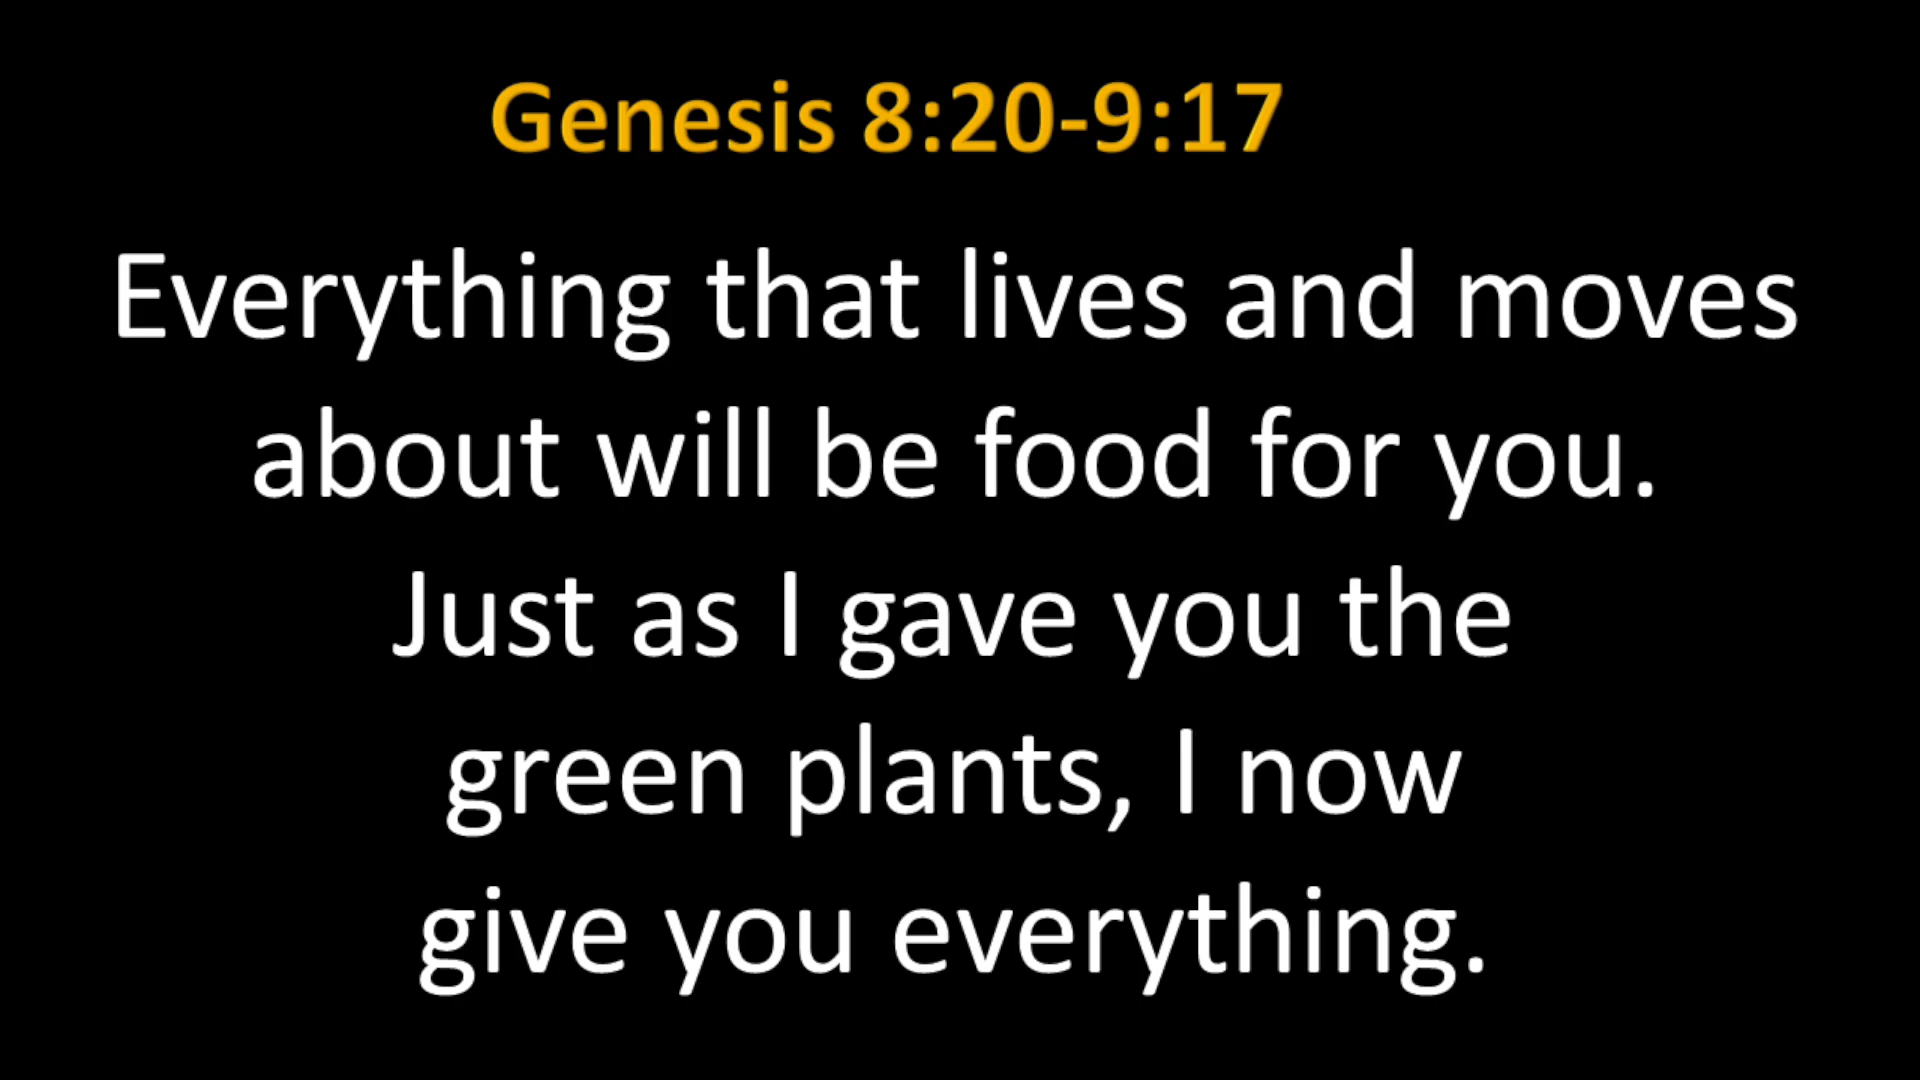 Genesis 8:20-9:17
Everything that lives and moves
about will be food for you.
Just as I gave you the
green plants, I now
give you everything.